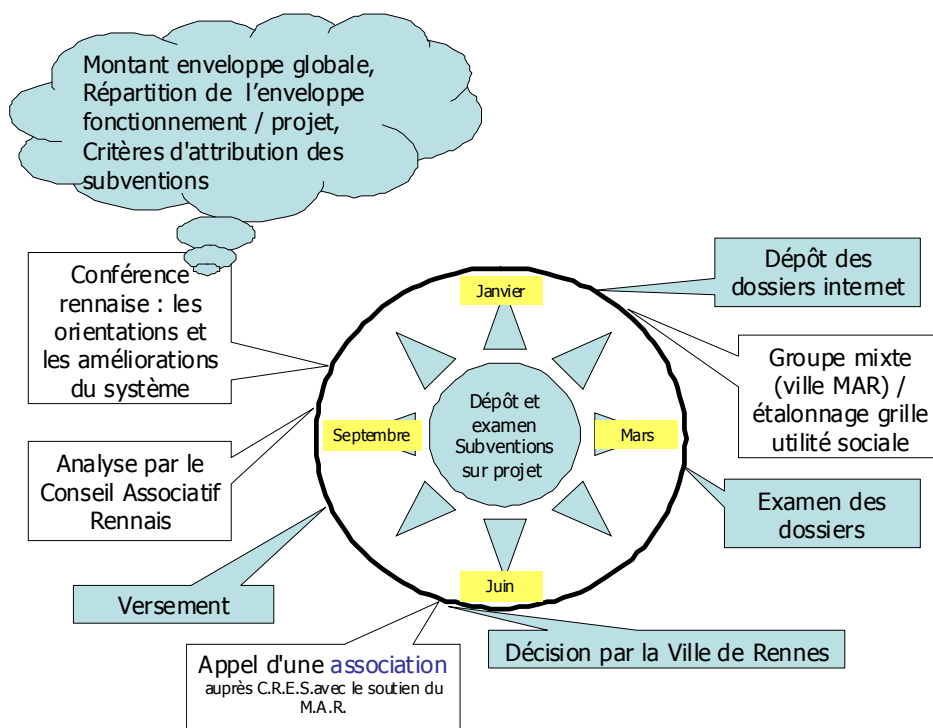 Montant enveloppe globale,
Répartition de l'enveloppe
fonctionnement / projet,
Critères d'attribution des
subventions
Conférence
rennaise : les
orientations et
les améliorations
du système
Janvier
Dépôt des
dossiers internet
Groupe mixte
(ville MAR) /
étalonnage grille
utilité sociale
Septembre
Dépôt et
examen
Subventions
sur projet
Mars
Analyse par le
Conseil Associatif
Rennais
Examen des
dossiers
Versement
Juin
Décision par la Ville de Rennes
Appel d'une association
auprès C.R.E.S.avec le soutien du
M.A.R.